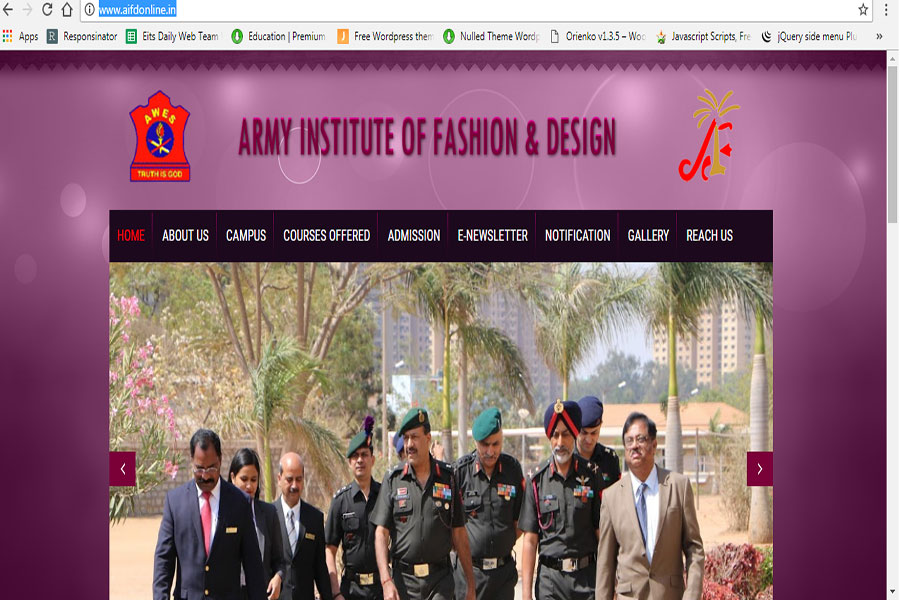 www.aifdonline.in
Apps Responsinator Eits Daily Web Team Education | Premium Free Wordpress them Nulled Theme Wordp Orienko v1.3.5 – Woo Javascript Scripts, Fre jQuery side menu Plu »
AWES
TRUTH IS GOD
ARMY INSTITUTE OF FASHION & DESIGN
HOME ABOUT US CAMPUS COURSES OFFERED ADMISSION E-NEWSLETTER NOTIFICATION GALLERY REACH US